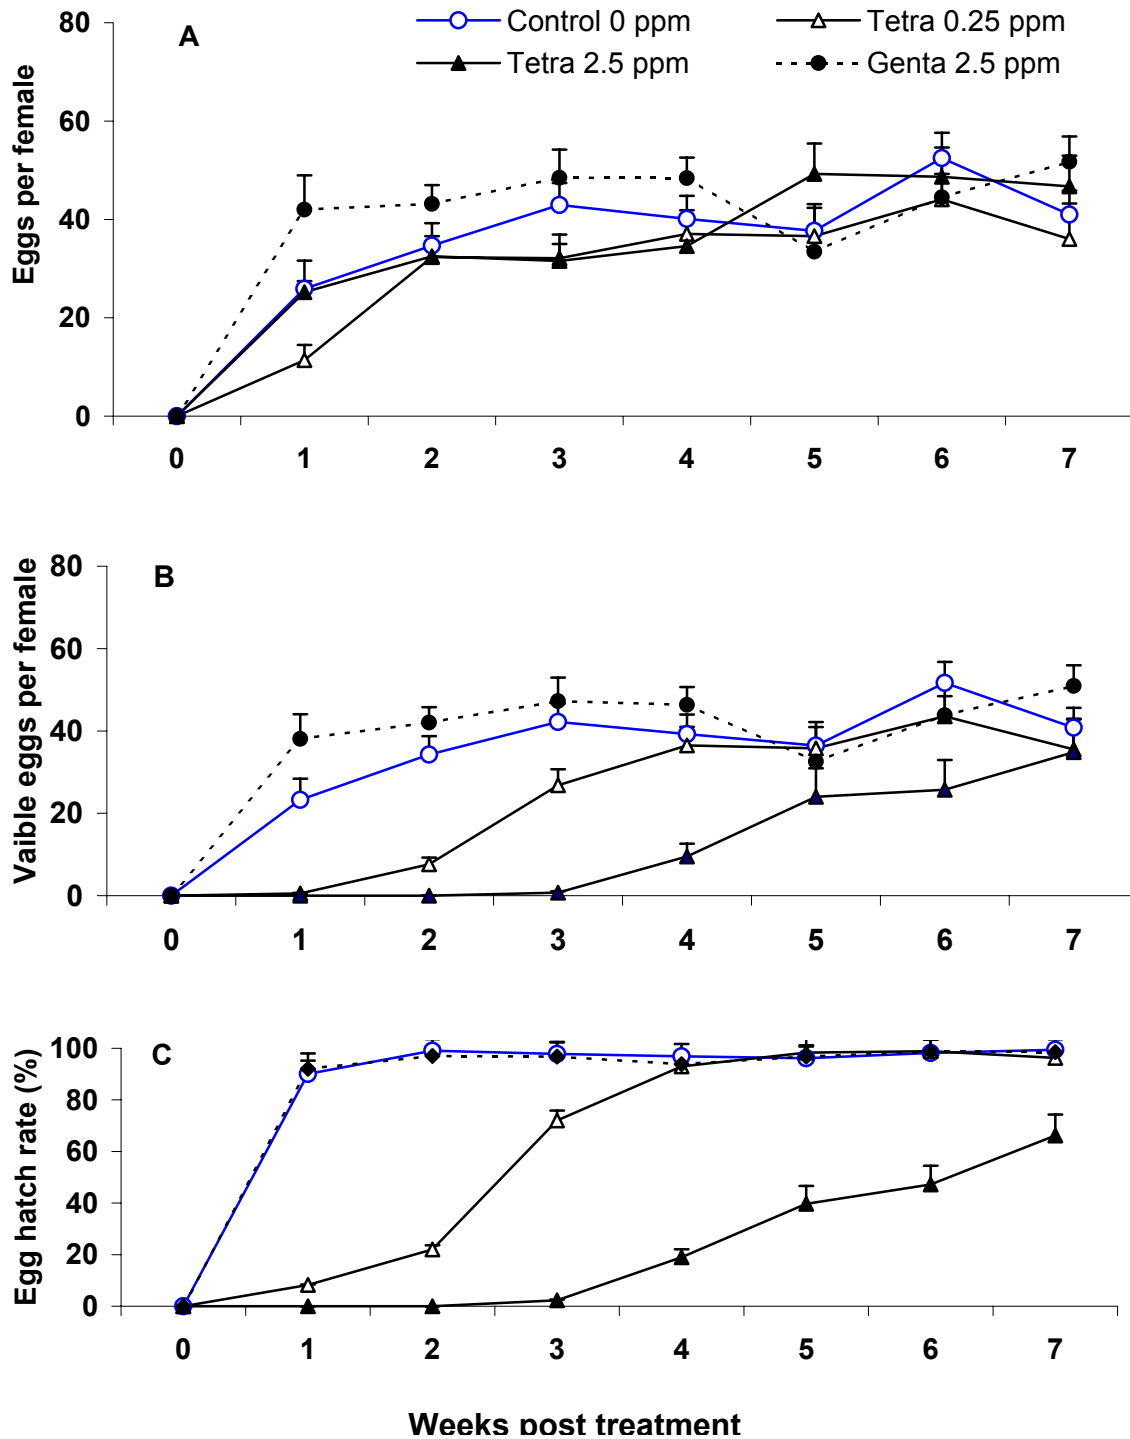 80
A
Control 0 ppm
Tetra 0.25 ppm
Tetra 2.5 ppm
Genta 2.5 ppm
Eggs per female
60
40
20
0
0 1 2 3 4 5 6 7
80
B
Vaible eggs per female
60
40
20
0
0 1 2 3 4 5 6 7
100
C
Egg hatch rate (%)
80
60
40
20
0
0 1 2 3 4 5 6 7
Weeks post treatment